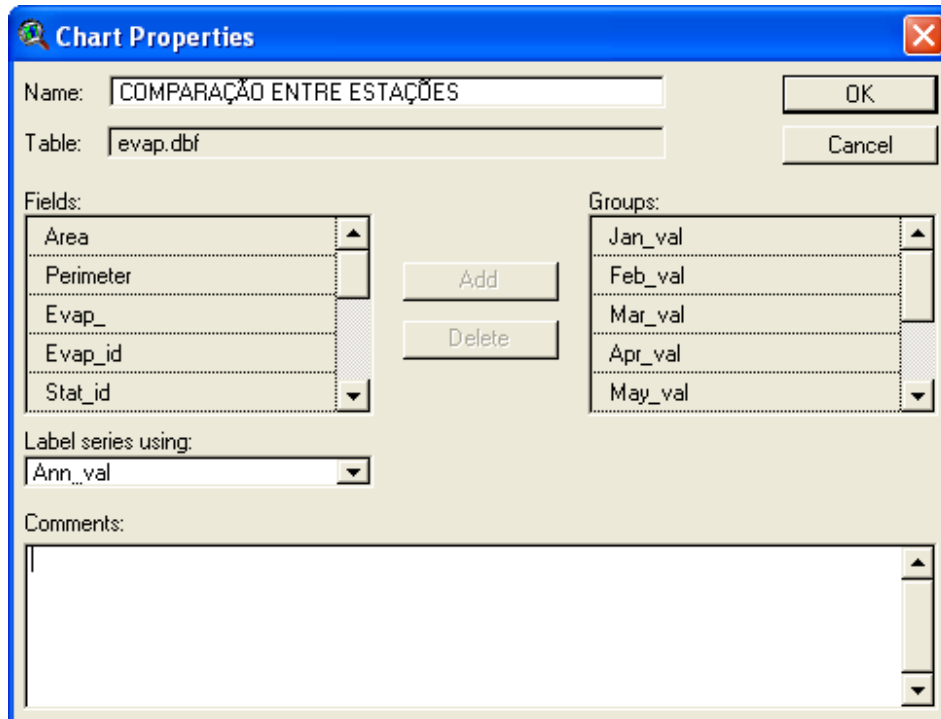 Chart Properties
Name: COMPARAÇÃO ENTRE ESTAÇÕES
OK
Table: evap.dbf
Cancel
Fields:
Area
Perimeter
Evap_
Evap_id
Stat_id
Add
Delete
Groups:
Jan_val
Feb_val
Mar_val
Apr_val
May_val
Label series using:
Ann_val
Comments: